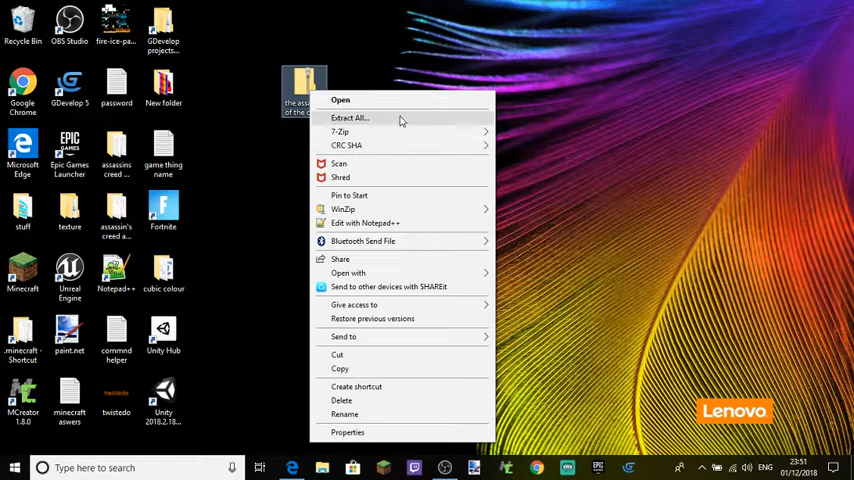 Recycle Bin
OBS Studio
fire-ice-pa...
GDevelop
projects...
Google
Chrome
GDevelop 5
password
New folder
Microsoft
Edge
Epic Games
Launcher
assassins
creed ...
game thing
name
stuff
texture
assassin's
creed a...
Fortnite
Minecraft
Unreal
Engine
Notepad++
cubic colour
.minecraft -
Shortcut
paint.net
commnd
helper
Unity Hub
MCreator
1.8.0
minecraft
aswers
twistedo
twistedo
Unity
2018.2.18...
the assa
of the c
Open
Extract All...
7-Zip
CRC SHA
Scan
Shred
Pin to Start
WinZip
Edit with Notepad++
Bluetooth Send File
Share
Open with
Send to other devices with SHAREit
Give access to
Restore previous versions
Send to
Cut
Copy
Create shortcut
Delete
Rename
Properties
Lenovo
Type here to search
ENG
23:51
01/12/2018